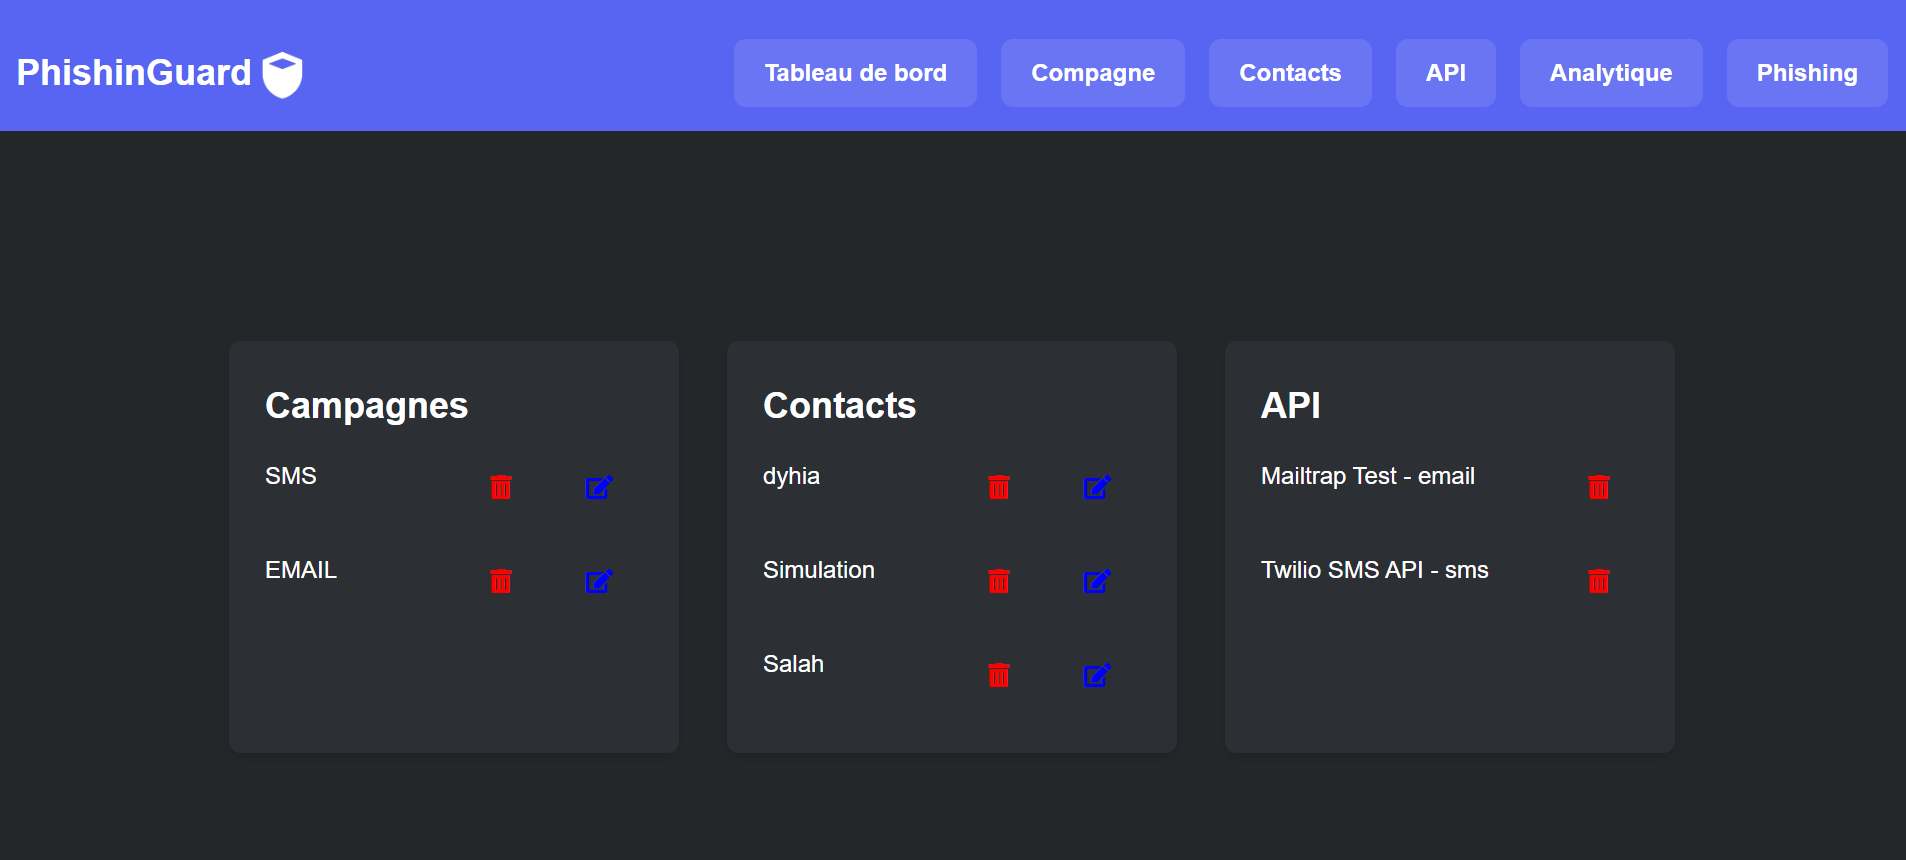 PhishinGuard
Tableau de bord
Compagne
Contacts
API
Analytique
Phishing
Campagnes
SMS
EMAIL
Contacts
dyhia
Simulation
Salah
API
Mailtrap Test - email
Twilio SMS API - sms